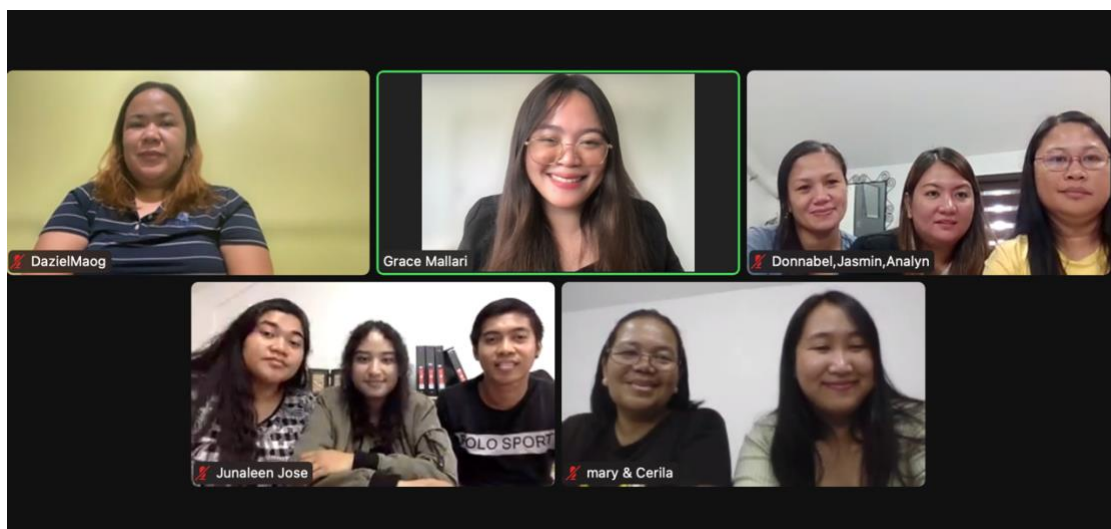 DazielMaog
Grace Mallari
Donnabel,Jasmin,Analyn
OLO SPORT
Junaleen Jose
mary & Cerila